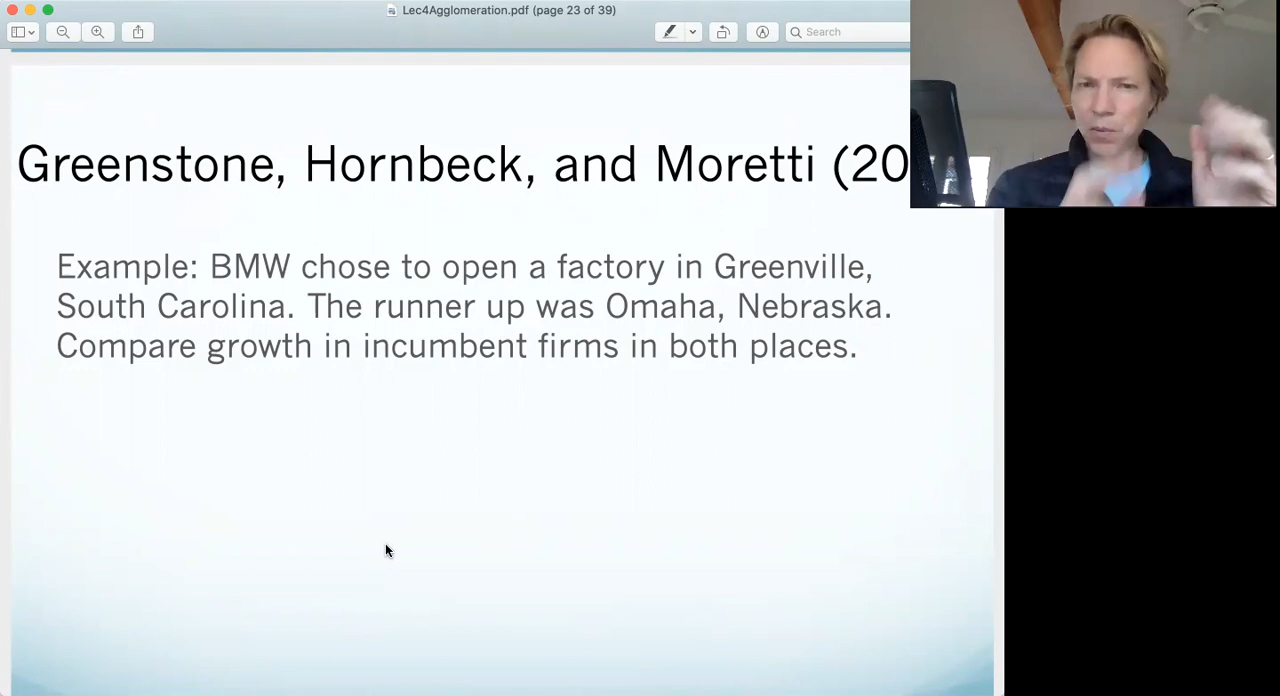 Lec4Agglomeration.pdf (page 23 of 39)
Search
Greenstone, Hornbeck, and Moretti (20
Example: BMW chose to open a factory in Greenville,
South Carolina. The runner up was Omaha, Nebraska.
Compare growth in incumbent firms in both places.